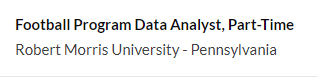 Football Program Data Analyst, Part-Time
Robert Morris University - Pennsylvania